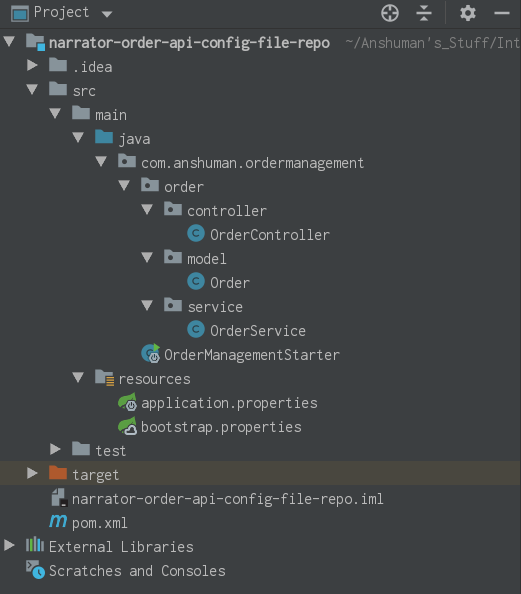 Project
narrator-order-api-config-file-repo ~/Anshuman's_Stuff/Int
.idea
src
main
java
com.anshuman.ordermanagement
order
controller
OrderController
model
Order
service
OrderService
OrderManagementStarter
resources
application.properties
bootstrap.properties
test
target
narrator-order-api-config-file-repo.iml
pom.xml
External Libraries
Scratches and Consoles